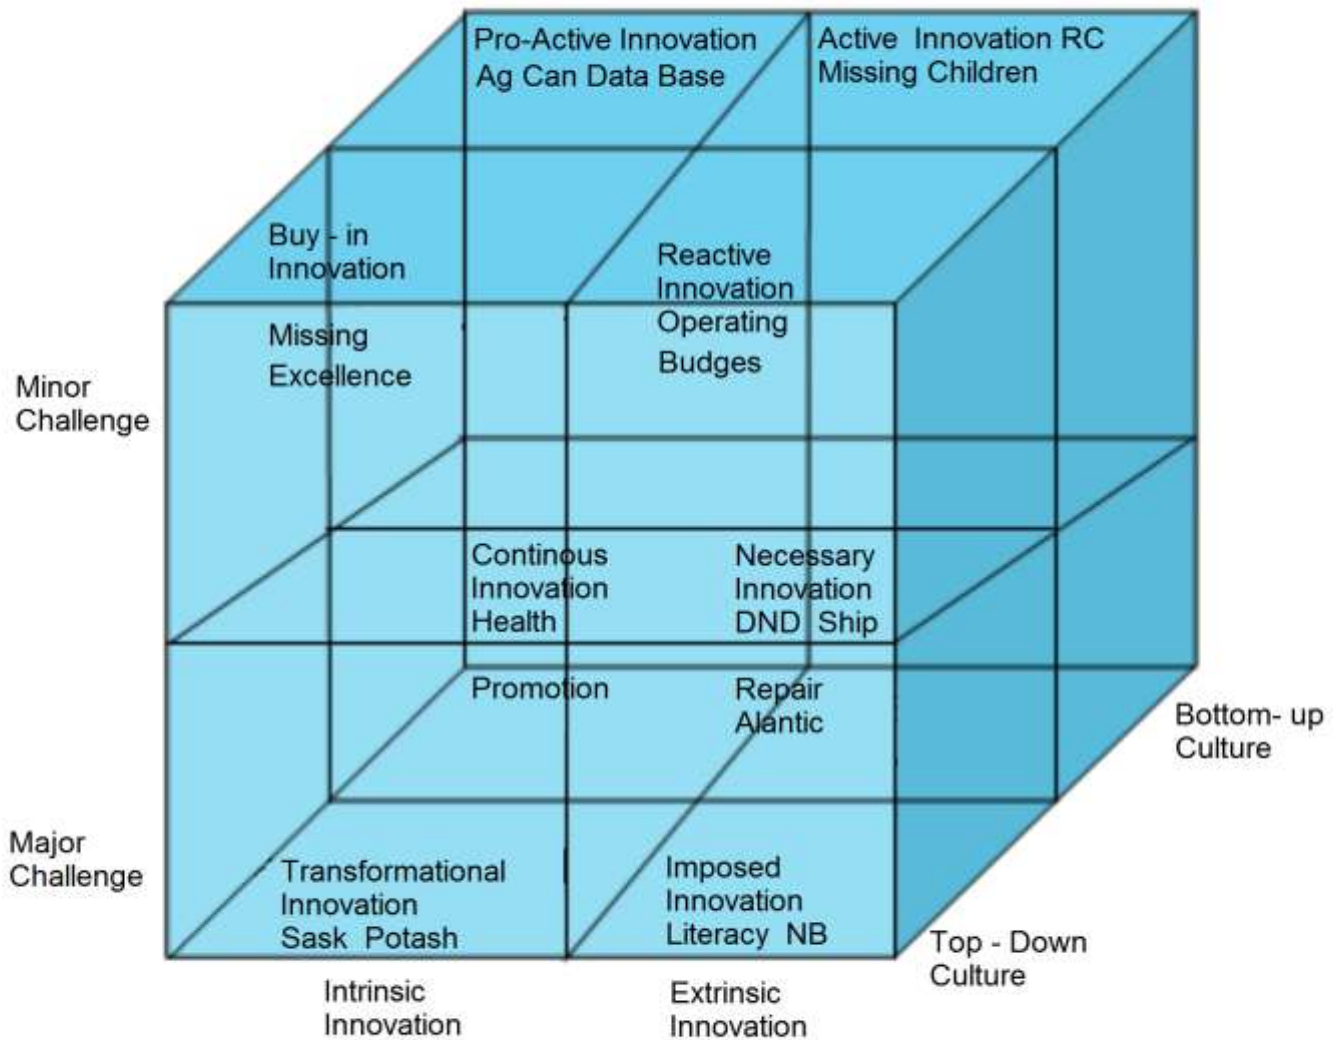 Pro-Active Innovation
Ag Can Data Base
Active Innovation RC
Missing Children
Buy - in
Innovation
Missing
Excellence
Reactive
Innovation
Operating
Budges
Minor
Challenge
Continous
Innovation
Health
Promotion
Necessary
Innovation
DND Ship
Repair
Alantic
Bottom- up
Culture
Major
Challenge
Transformational
Innovation
Sask Potash
Imposed
Innovation
Literacy NB
Top - Down
Culture
Intrinsic
Innovation
Extrinsic
Innovation